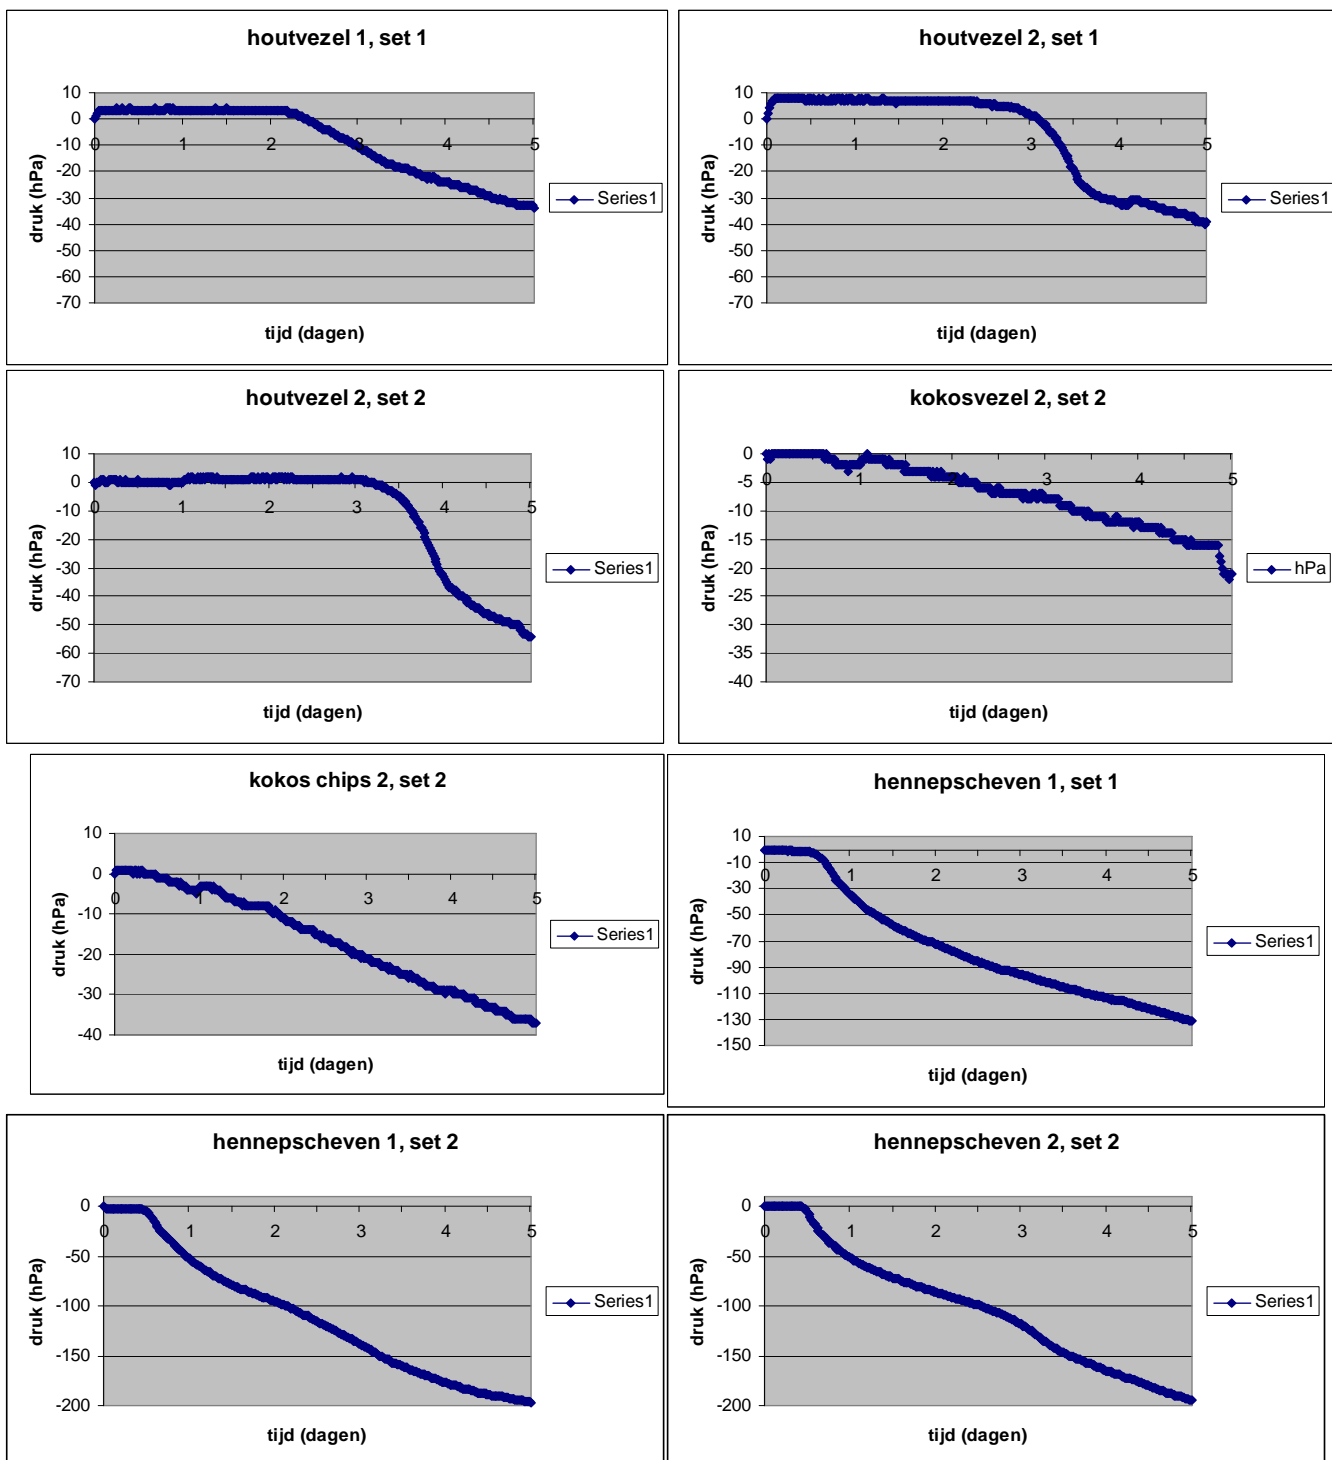 houtvezel 1, set 1
10
0
-10
-20
-30
-40
-50
-60
-70
0 1 2 3 4 5
druk (hPa)
tijd (dagen)
Series1
houtvezel 2, set 1
10
0
-10
-20
-30
-40
-50
-60
-70
0 1 2 3 4 5
druk (hPa)
tijd (dagen)
Series1
houtvezel 2, set 2
10
0
-10
-20
-30
-40
-50
-60
-70
0 1 2 3 4 5
druk (hPa)
tijd (dagen)
Series1
kokosvezel 2, set 2
0
-5
-10
-15
-20
-25
-30
-35
-40
0 1 2 3 4 5
druk (hPa)
tijd (dagen)
hPa
kokos chips 2, set 2
10
0
-10
-20
-30
-40
0 1 2 3 4 5
druk (hPa)
tijd (dagen)
Series1
hennepscheven 1, set 1
10
-10
-30
-50
-70
-90
-110
-130
-150
0 1 2 3 4 5
druk (hPa)
tijd (dagen)
Series1
hennepscheven 1, set 2
0
-50
-100
-150
-200
0 1 2 3 4 5
druk (hPa)
tijd (dagen)
Series1
hennepscheven 2, set 2
0
-50
-100
-150
-200
0 1 2 3 4 5
druk (hPa)
tijd (dagen)
Series1